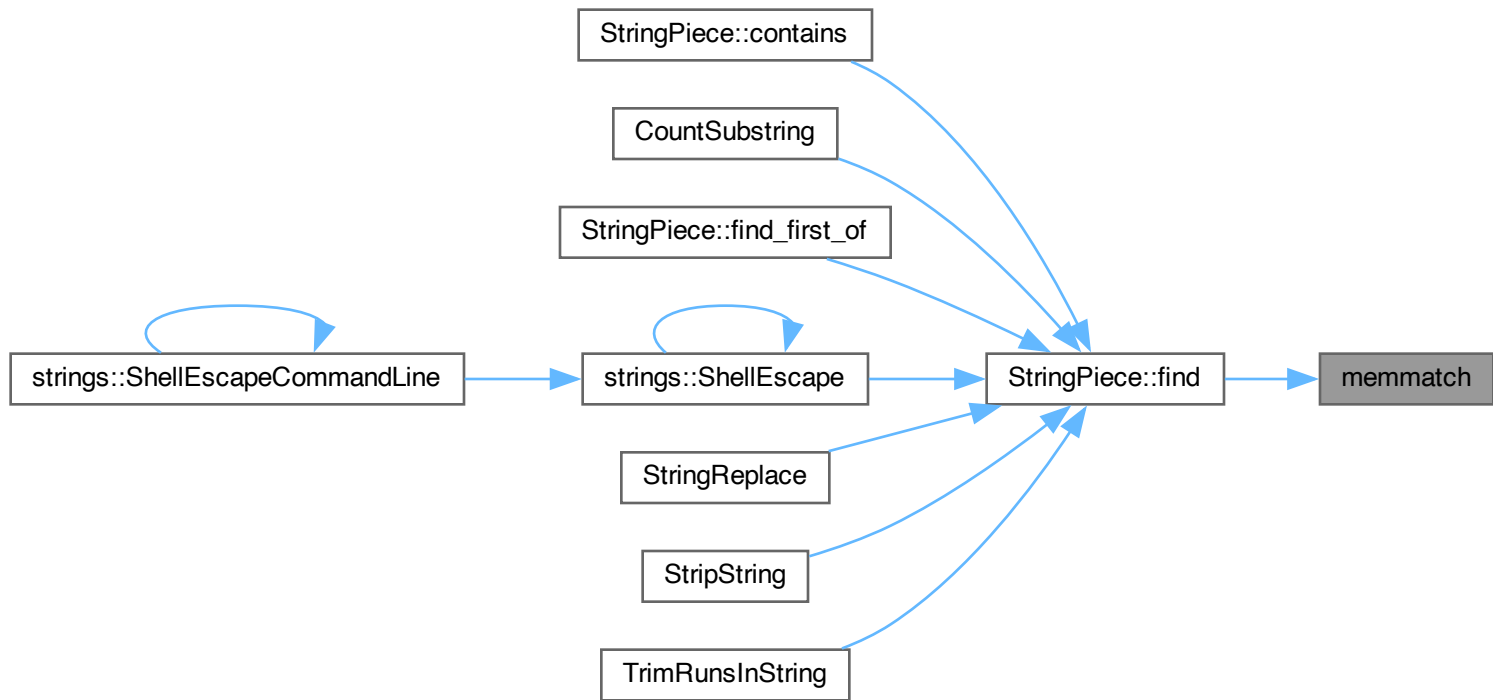 StringPiece::contains
CountSubstring
StringPiece::find_first_of
strings::ShellEscapeCommandLine
strings::ShellEscape
StringPiece::find
memmatch
StringReplace
StripString
TrimRunsInString